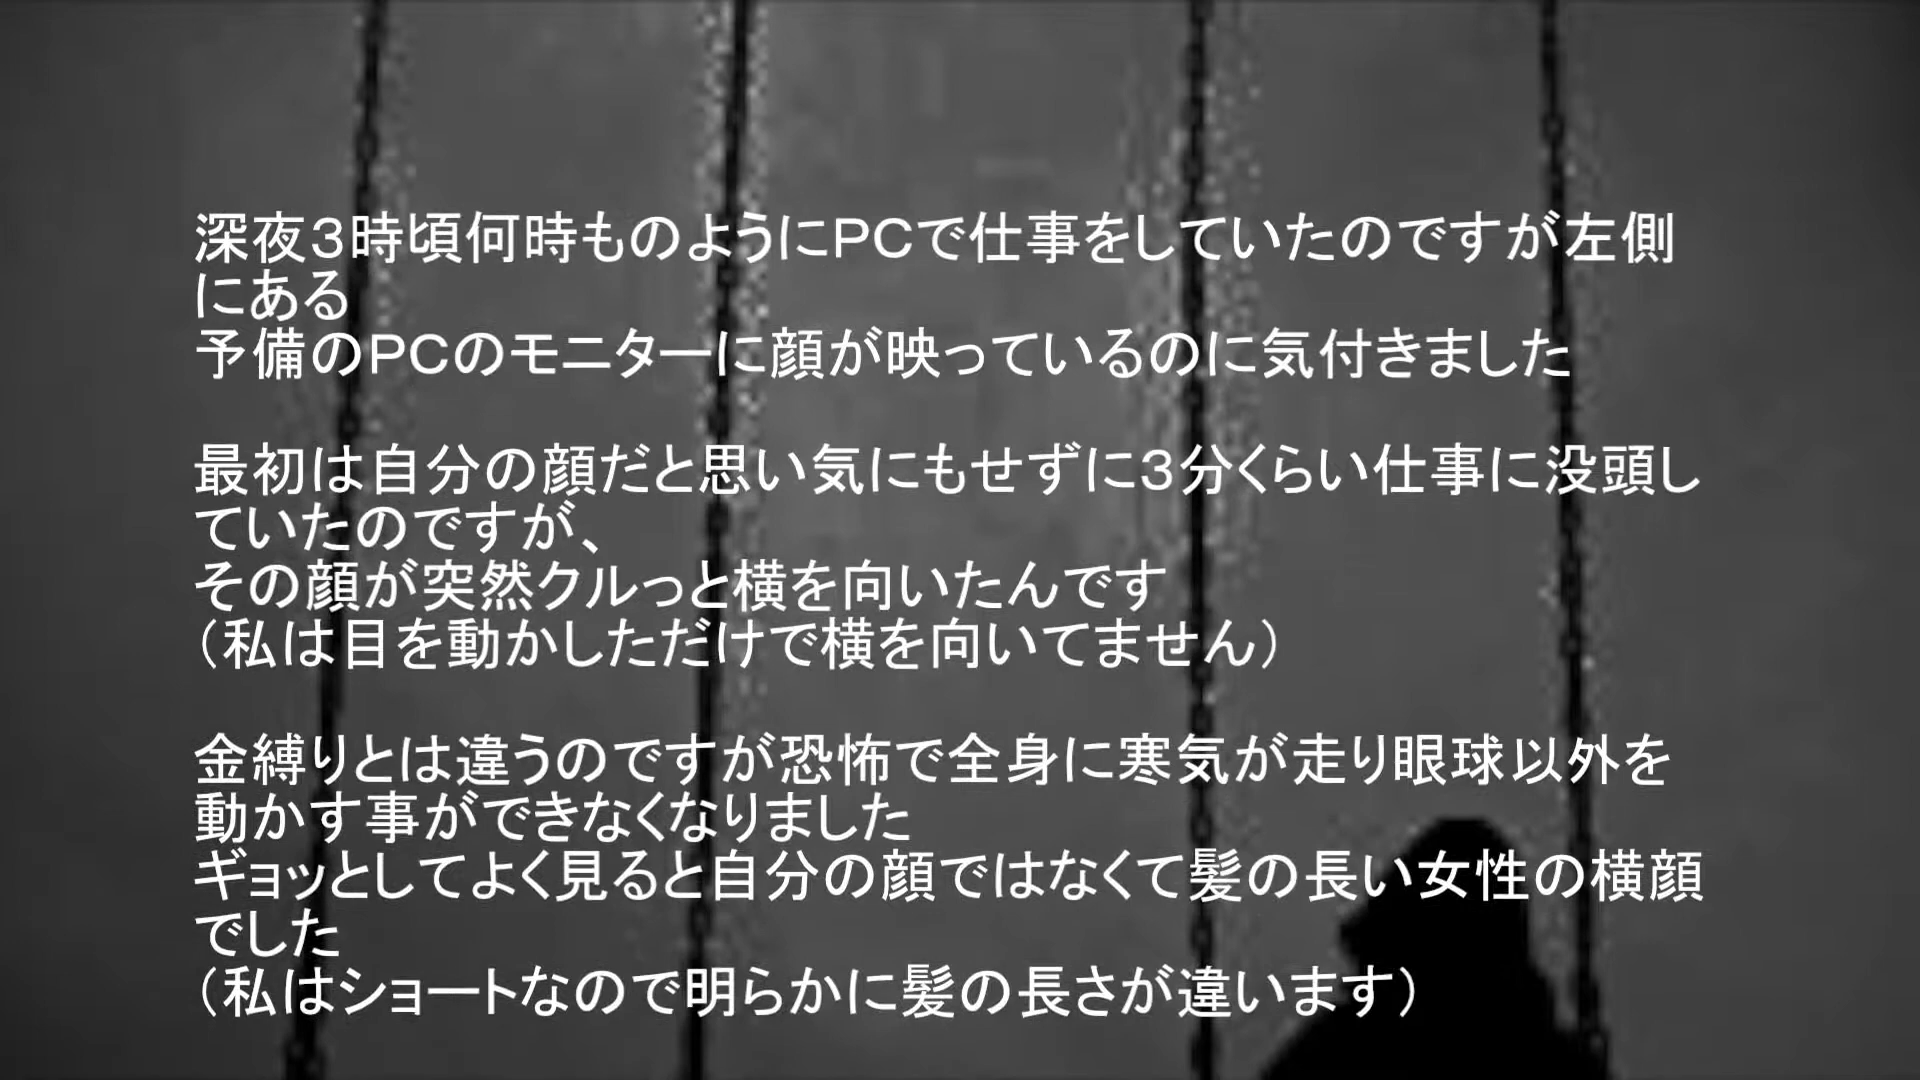 深夜３時頃何時ものようにPCで仕事をしていたのですが左側
にある
予備のPCのモニターに顔が映っているのに気付きました
最初は自分の顔だと思い気にもせずに３分くらい仕事に没頭し
ていたのですが、
その顔が突然クルっと横を向いたんです
（私は目を動かしただけで横を向いてません）
金縛りとは違うのですが恐怖で全身に寒気が走り眼球以外を
動かす事ができなくなりました
ギョッとしてよく見ると自分の顔ではなくて髪の長い女性の横顔
でした
（私はショートなので明らかに髪の長さが違います）